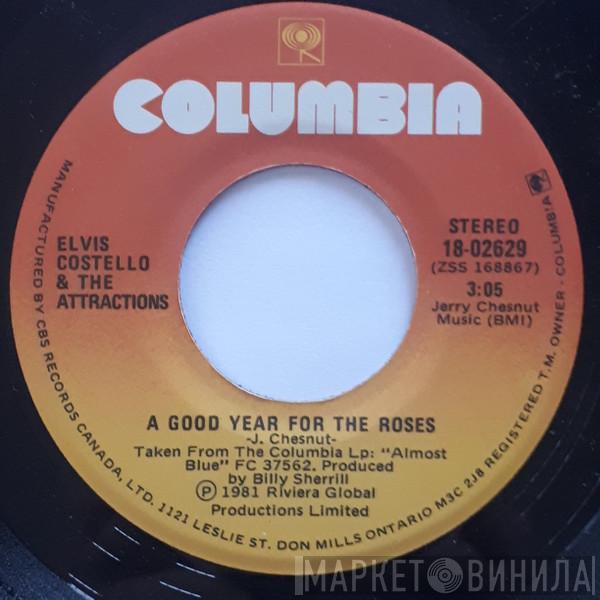 COLUMBIA
ELVIS
COSTELLO
& THE
ATTRACTIONS
STEREO
18-02629
(ZSS 168867)
3:05
Jerry Chesnut
Music (BMI)
A GOOD YEAR FOR THE ROSES
-J. Chesnut-
Taken From The Columbia Lp: "Almost
Blue" FC 37562. Produced
by Billy Sherrill
Ⓟ 1981 Riviera Global
Productions Limited
MANUFACTURED BY CBS RECORDS CANADA, LTD. 1121 LESLIE ST. DON MILLS ONTARIO M3C 2J8 REGISTERED T.M. OWNER - COLUMBIA
МАРКЕТ ВИНИЛА